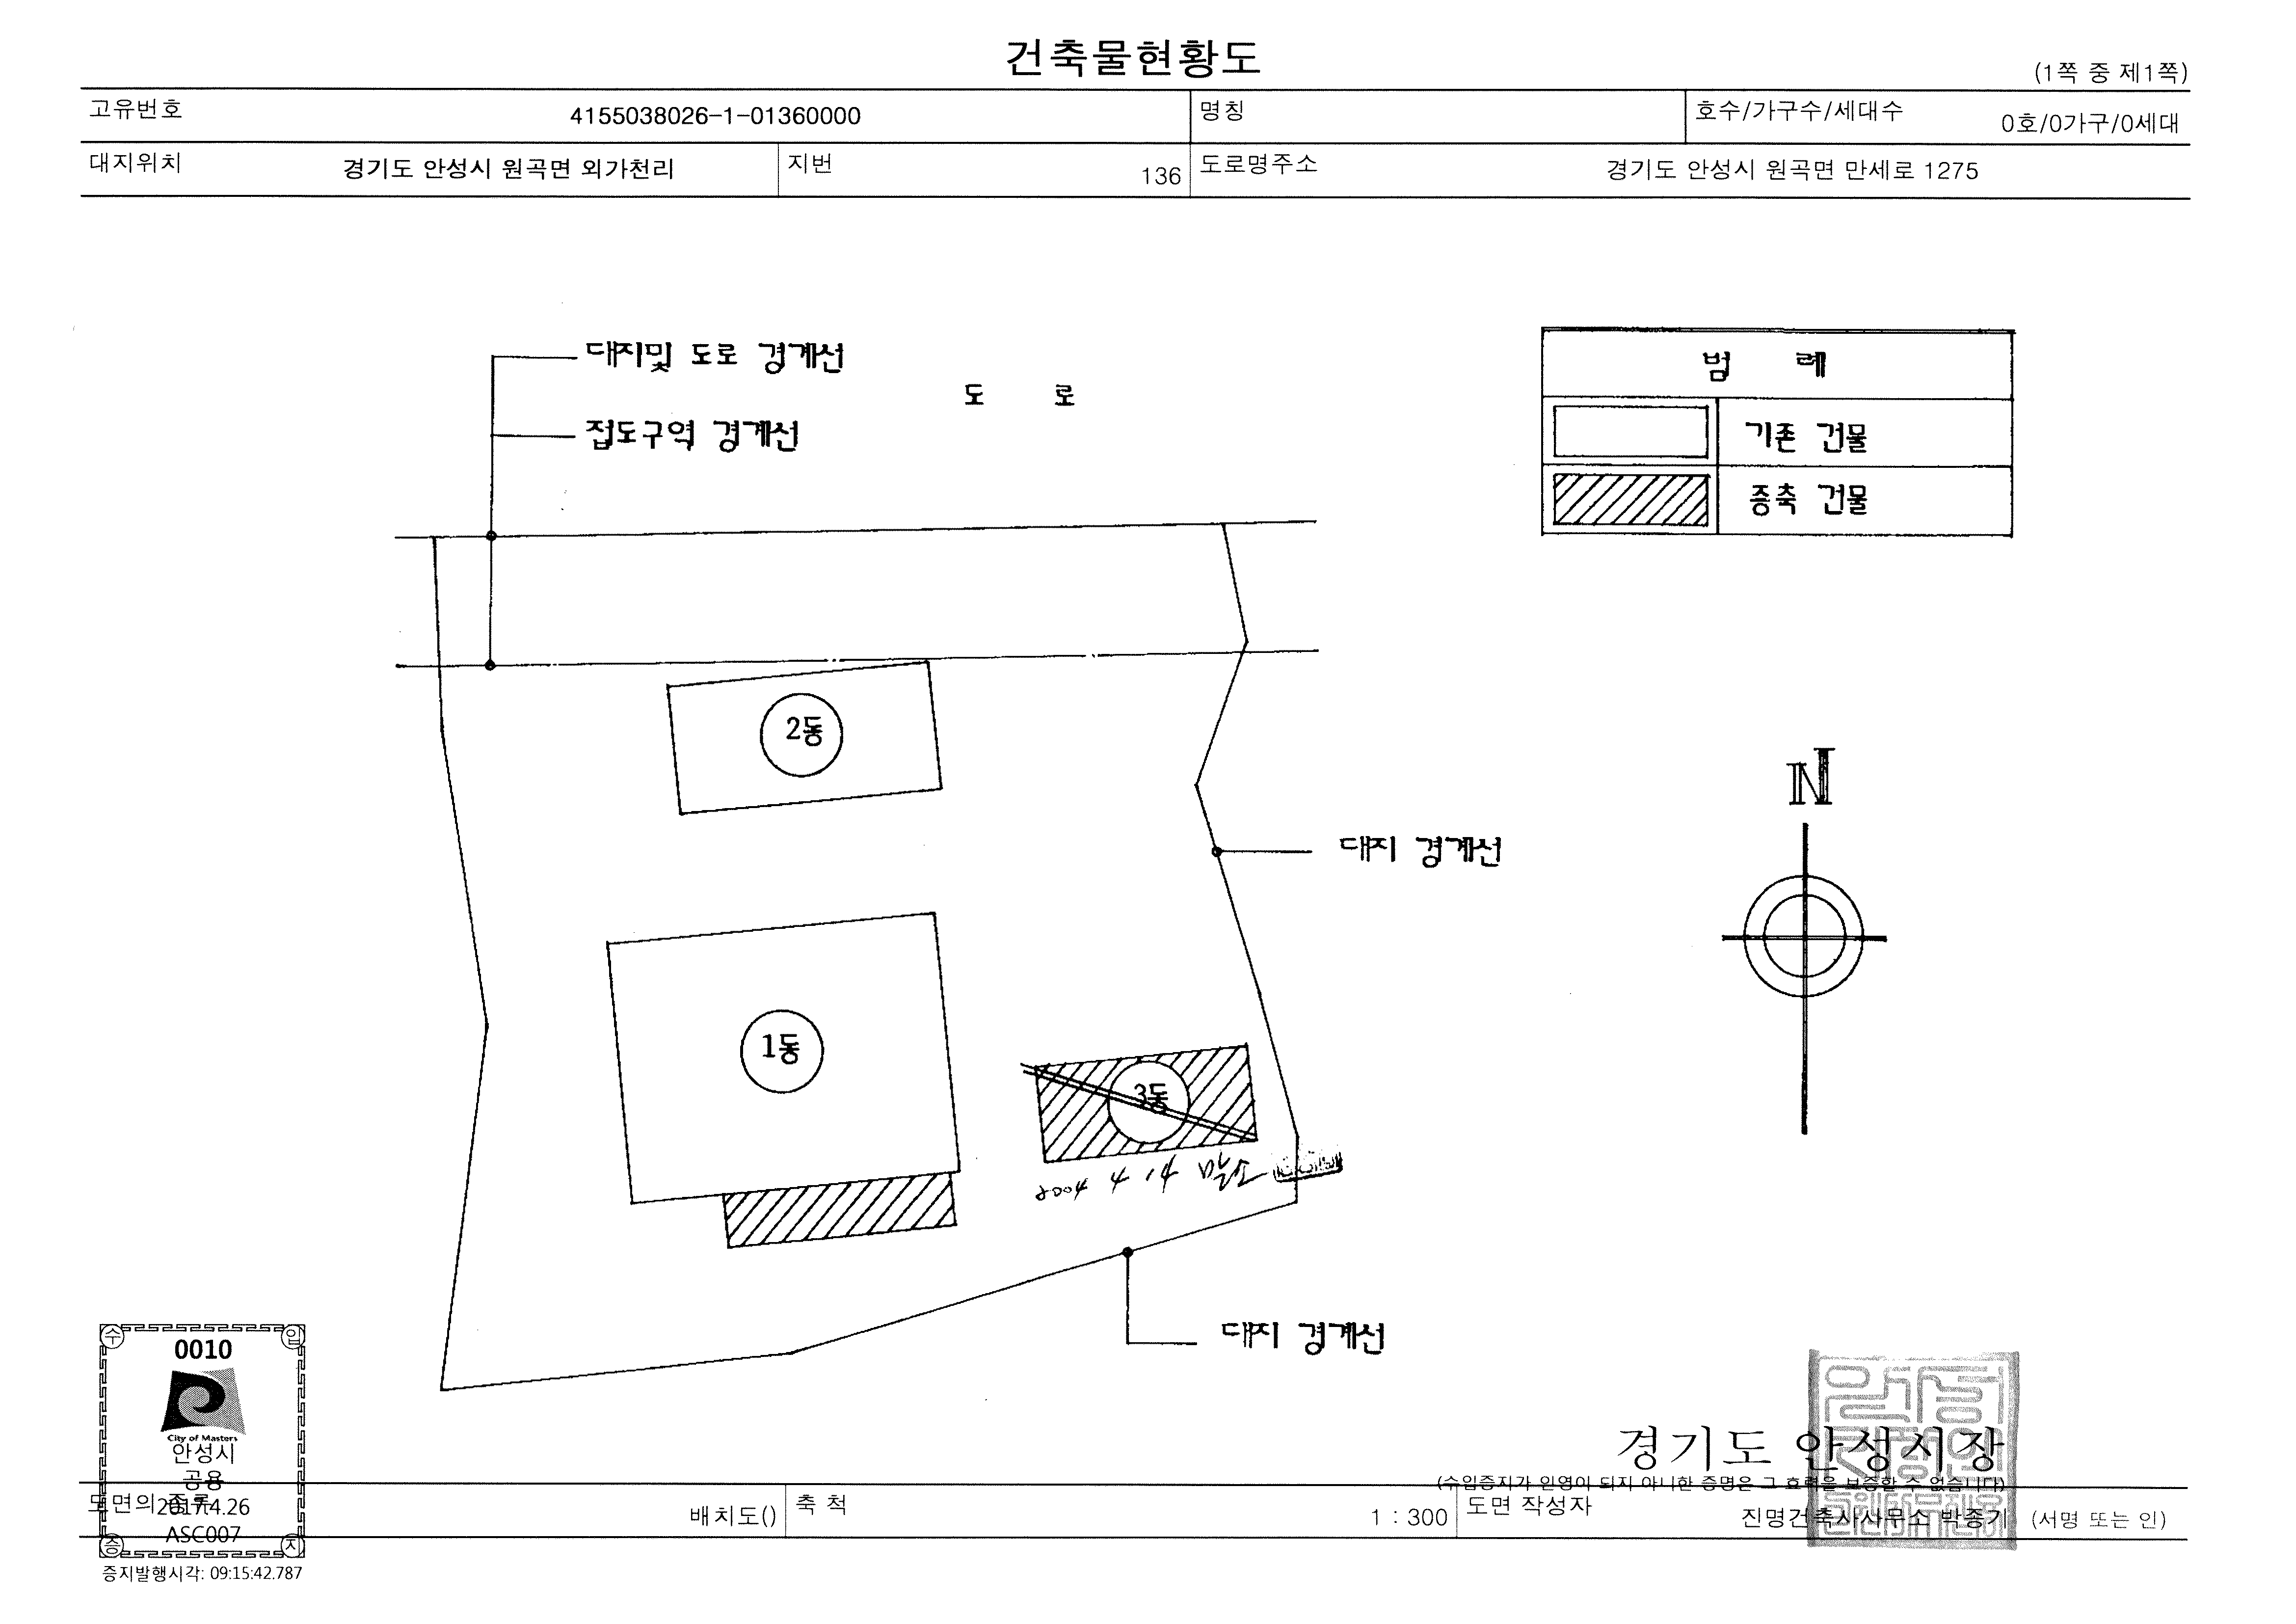 건축물현황도
(1쪽 중 제1쪽)
고유번호 4155038026-1-01360000 명칭 호수/가구수/세대수 0호/0가구/0세대
대지위치 경기도 안성시 원곡면 외가천리 지번 136 도로명주소 경기도 안성시 원곡면 만세로 1275
대지및 도로 경계선
도 로
접도구역 경계선
범 례
기존 건물
증축 건물
2동
N
대지 경계선
1동
3동
2004 4 14 말소
대지 경계선
수 입
0010
City of Masters
안성시
공용
2017.4.26
ASC007
증 지
증지발행시각: 09:15:42.787
경기도 안성시장
(수입증지가 인영이 되지 아니한 증명은 그 효력을 보증할 수 없습니다)
도면의 종류 배치도() 축 척 1 : 300 도면 작성자 진명건축사사무소 박종기 (서명 또는 인)